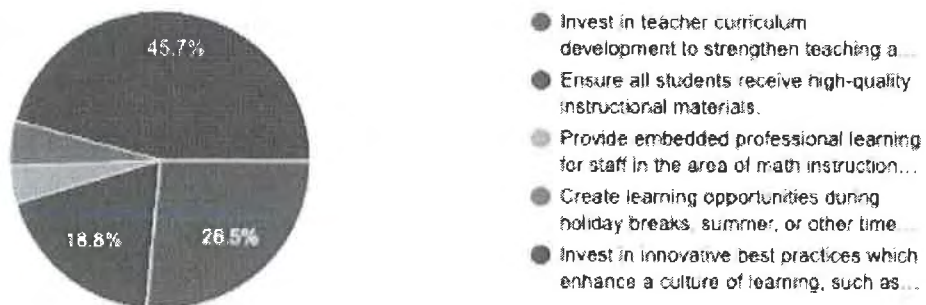 45.7%
18.8%
26.5%
Invest in teacher curriculum
development to strengthen teaching a...
Ensure all students receive high-quality
instructional materials.
Provide embedded professional learning
for staff in the area of math instruction...
Create learning opportunities during
holiday breaks, summer, or other time...
Invest in innovative best practices which
enhance a culture of learning, such as...